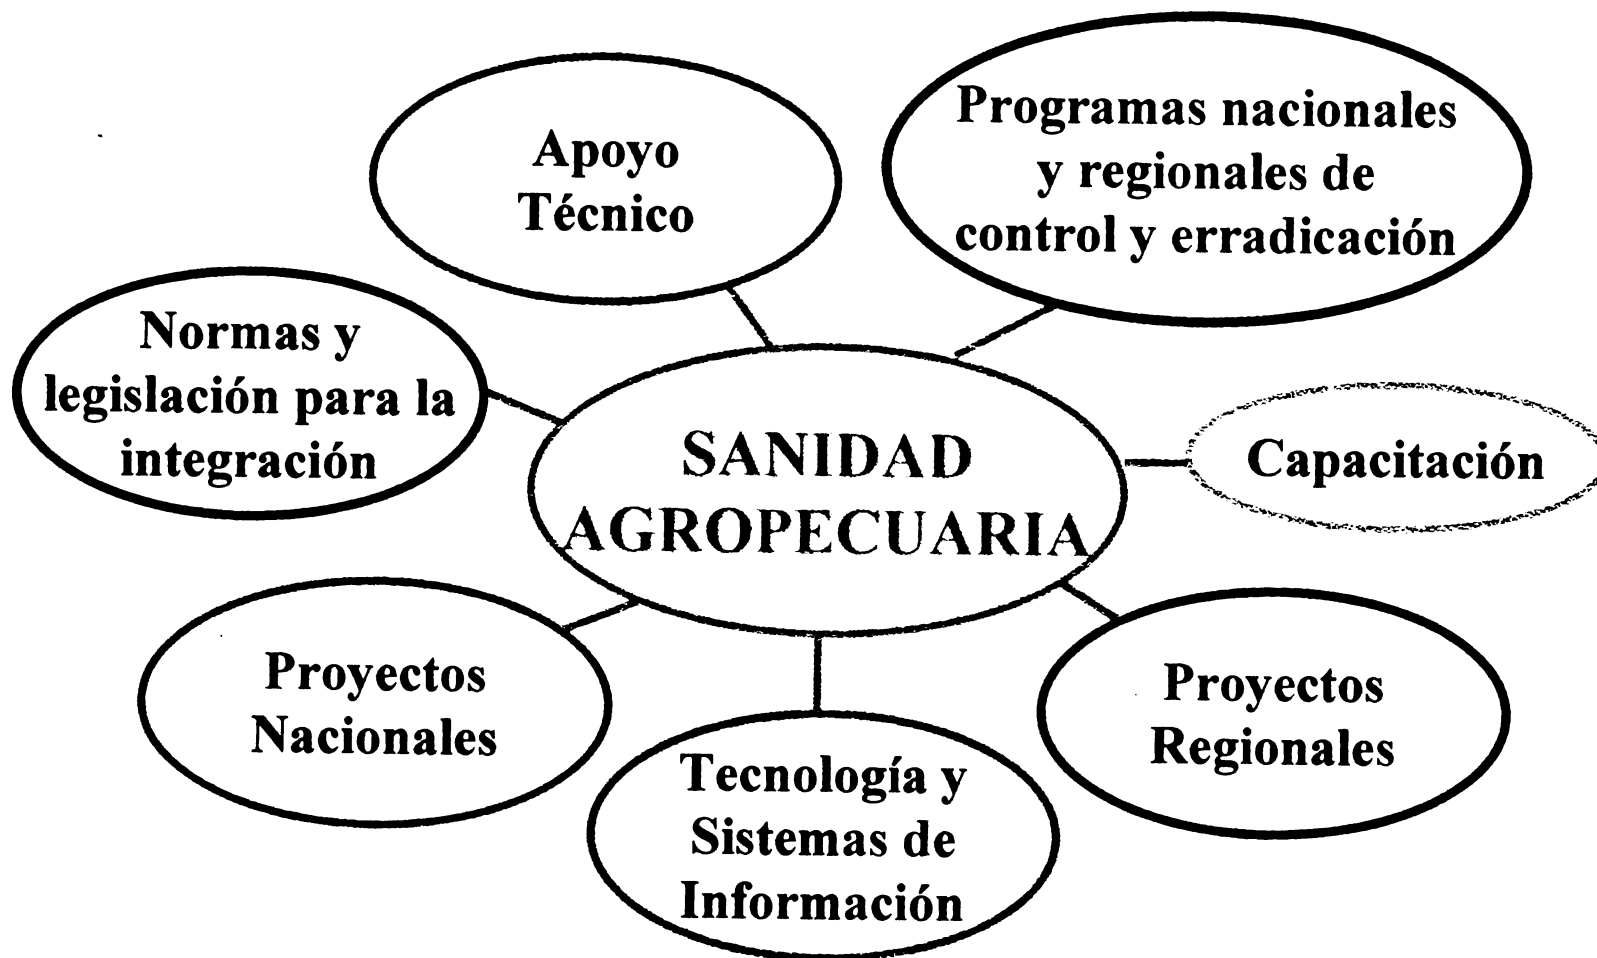 Apoyo
Técnico
Programas nacionales
y regionales de
control y erradicación
Normas y
legislación para la
integración
SANIDAD
AGROPECUARIA
Capacitación
Proyectos
Nacionales
Tecnología y
Sistemas de
Información
Proyectos
Regionales